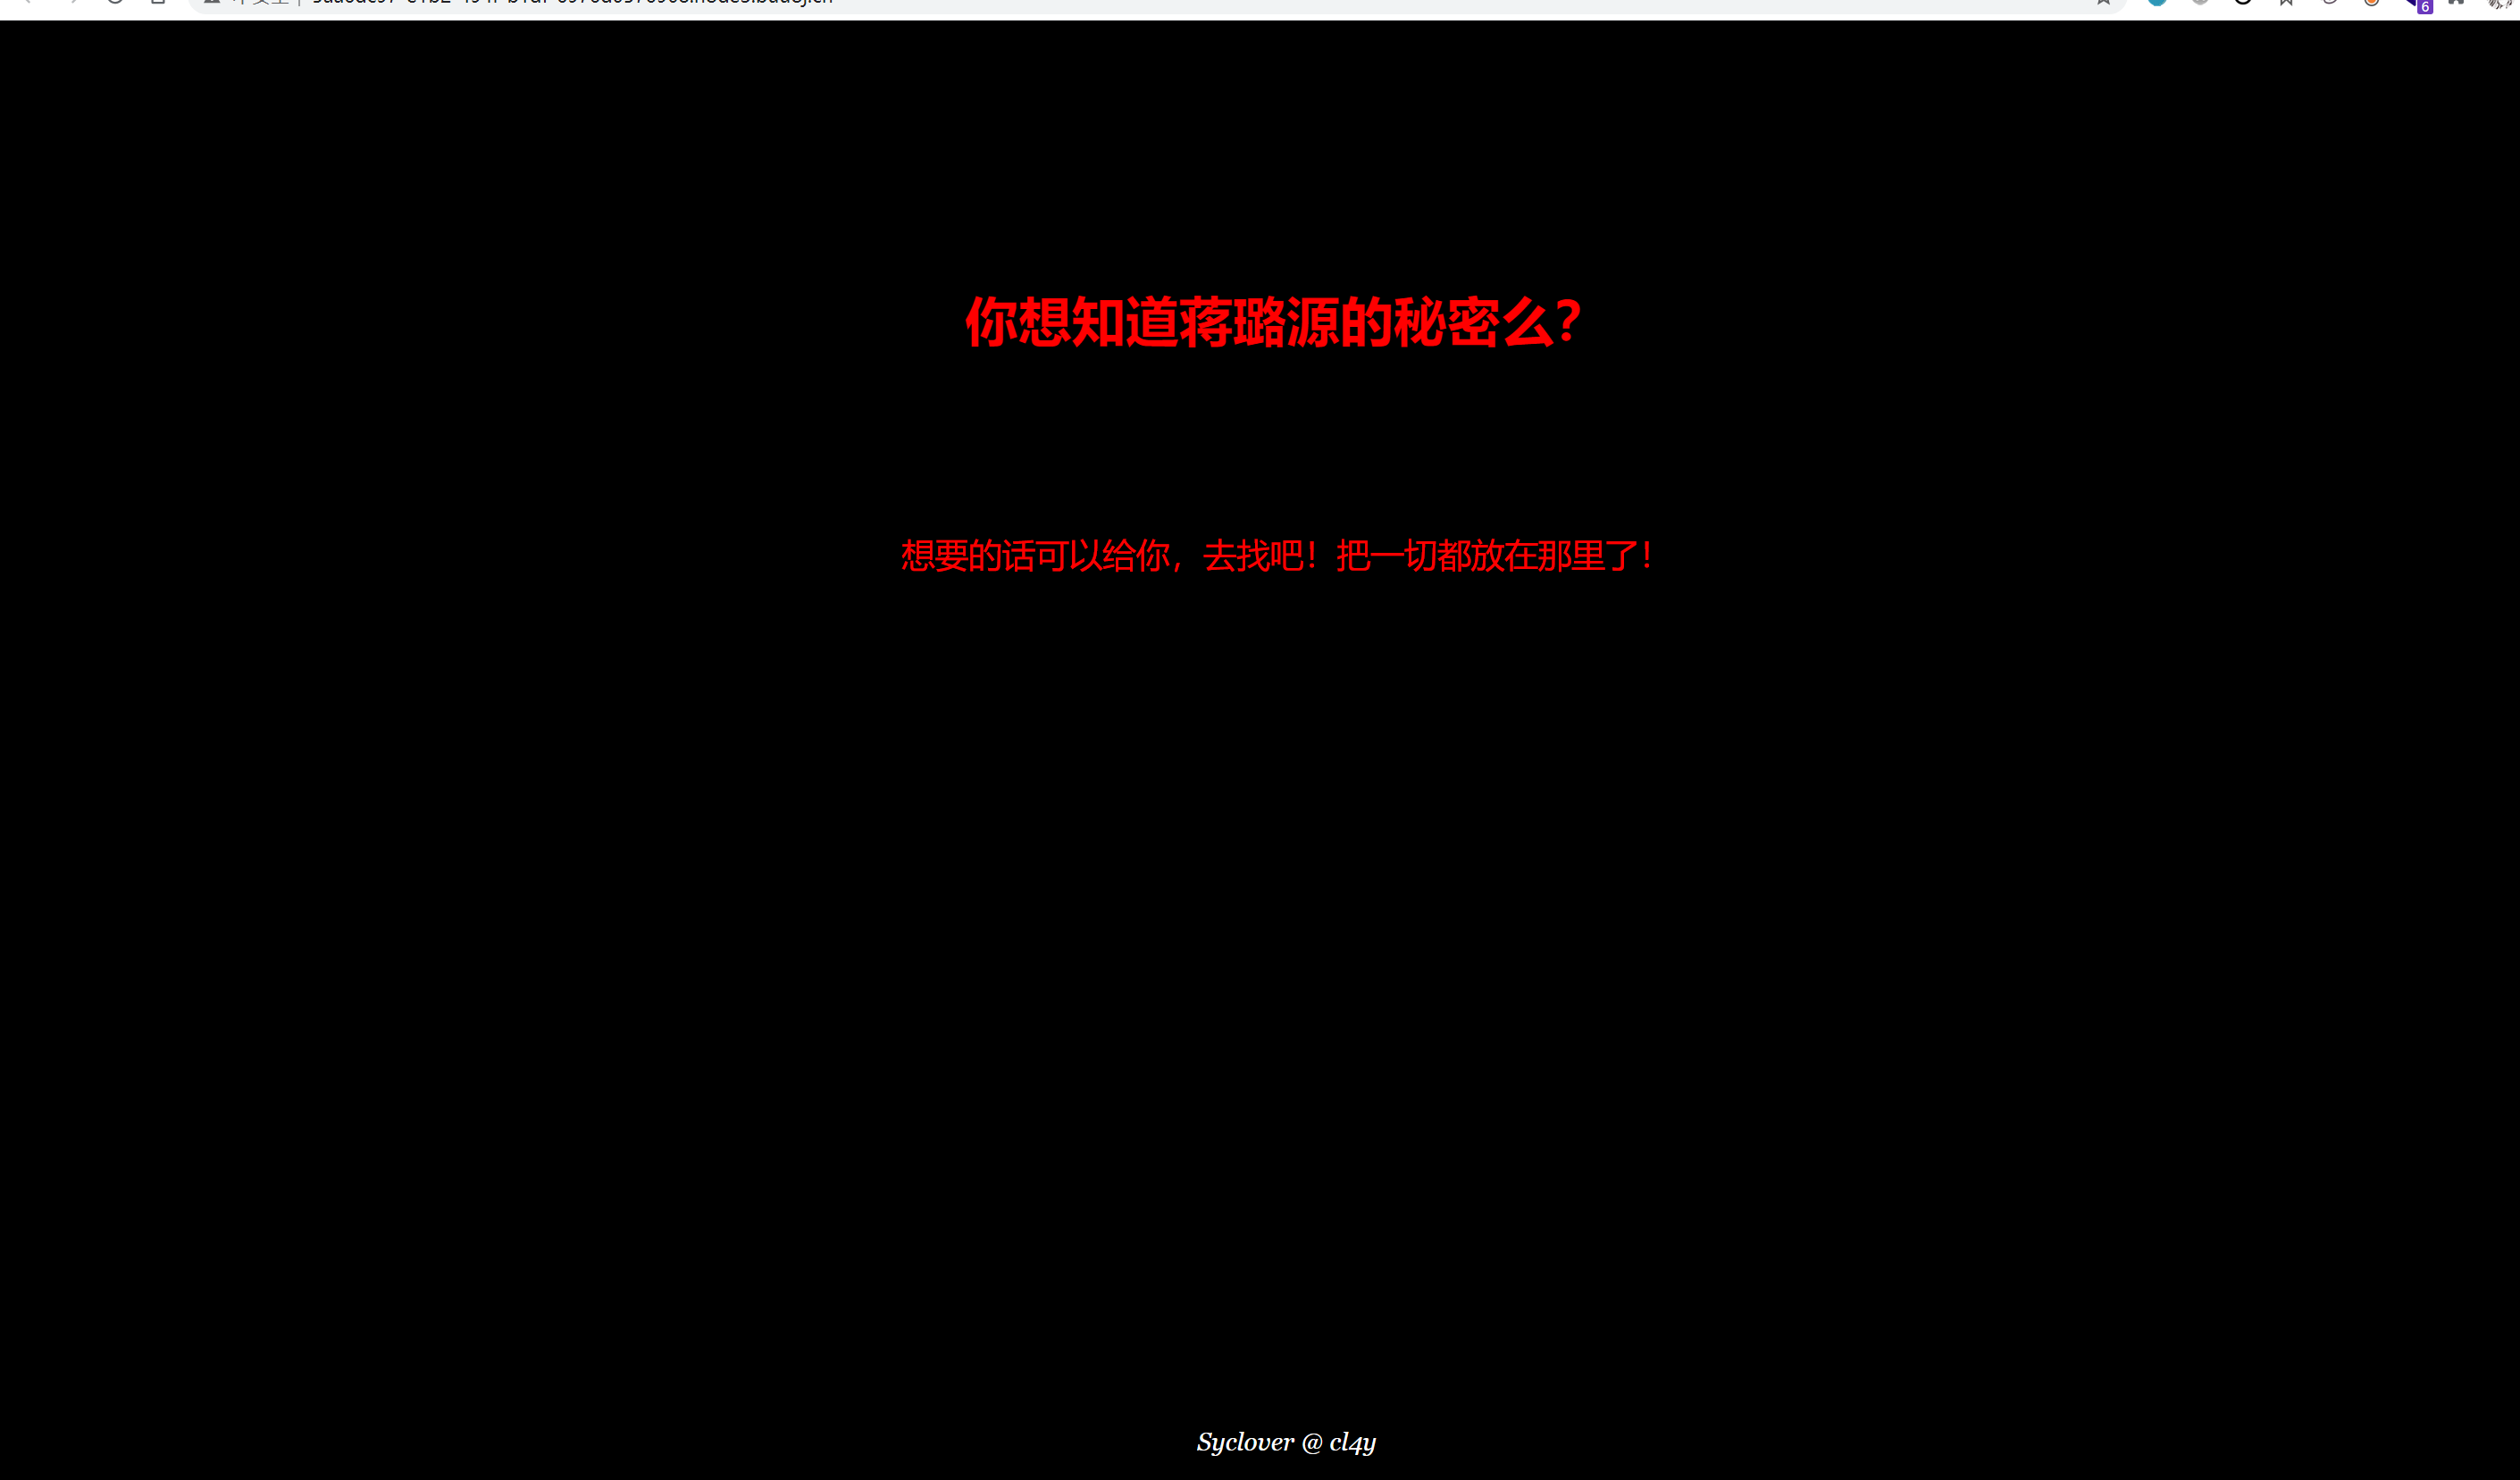 6
你想知道蒋璐源的秘密么？
想要的话可以给你，去找吧！把一切都放在那里了！
Syclover @ cl4y